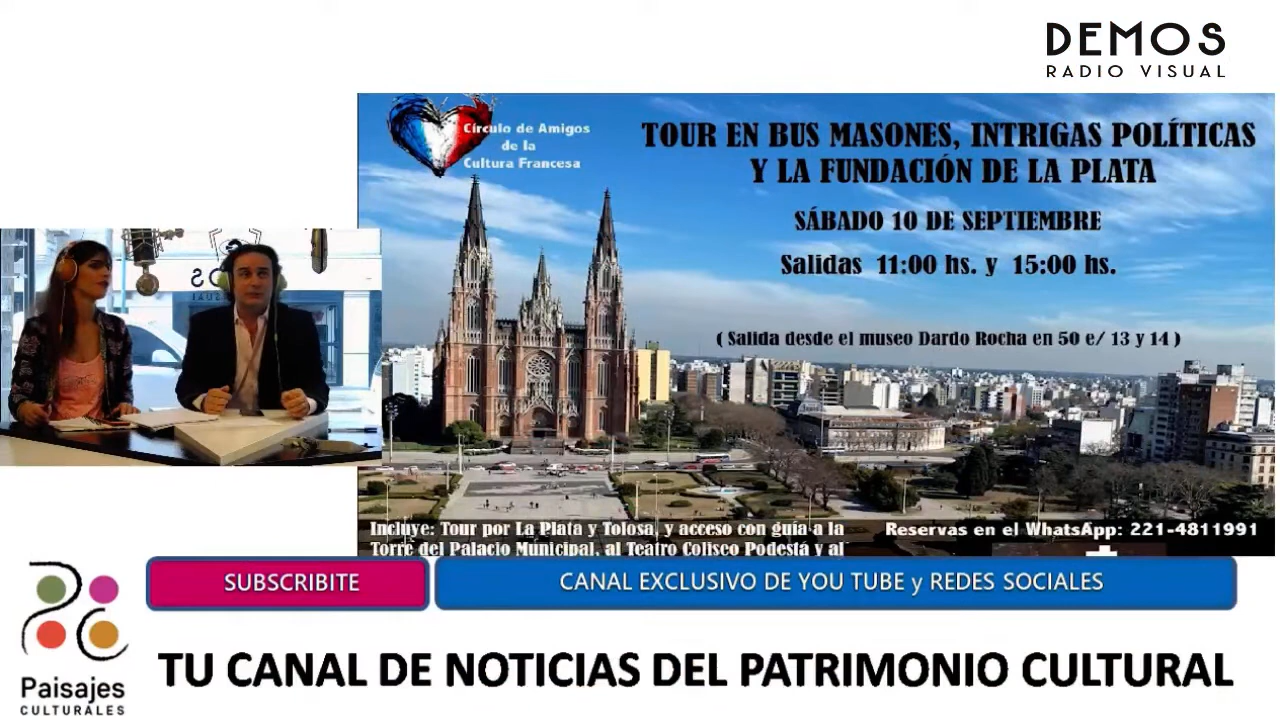 DEMOS
RADIO VISUAL
Círculo de Amigos
de la
Cultura Francesa
TOUR EN BUS MASONES, INTRIGAS POLÍTICAS
Y LA FUNDACIÓN DE LA PLATA
SÁBADO 10 DE SEPTIEMBRE
Salidas 11:00 hs. y 15:00 hs.
( Salida desde el museo Dardo Rocha en 50 e/ 13 y 14 )
Incluye: Tour por La Plata y Tolosa, y acceso con guía a la
Torre del Palacio Municipal, al Teatro Coliseo Podestá y al
Reservas en el WhatsApp: 221-4811991
SUBSCRIBITE
CANAL EXCLUSIVO DE YOU TUBE y REDES SOCIALES
Paisajes
CULTURALES
TU CANAL DE NOTICIAS DEL PATRIMONIO CULTURAL